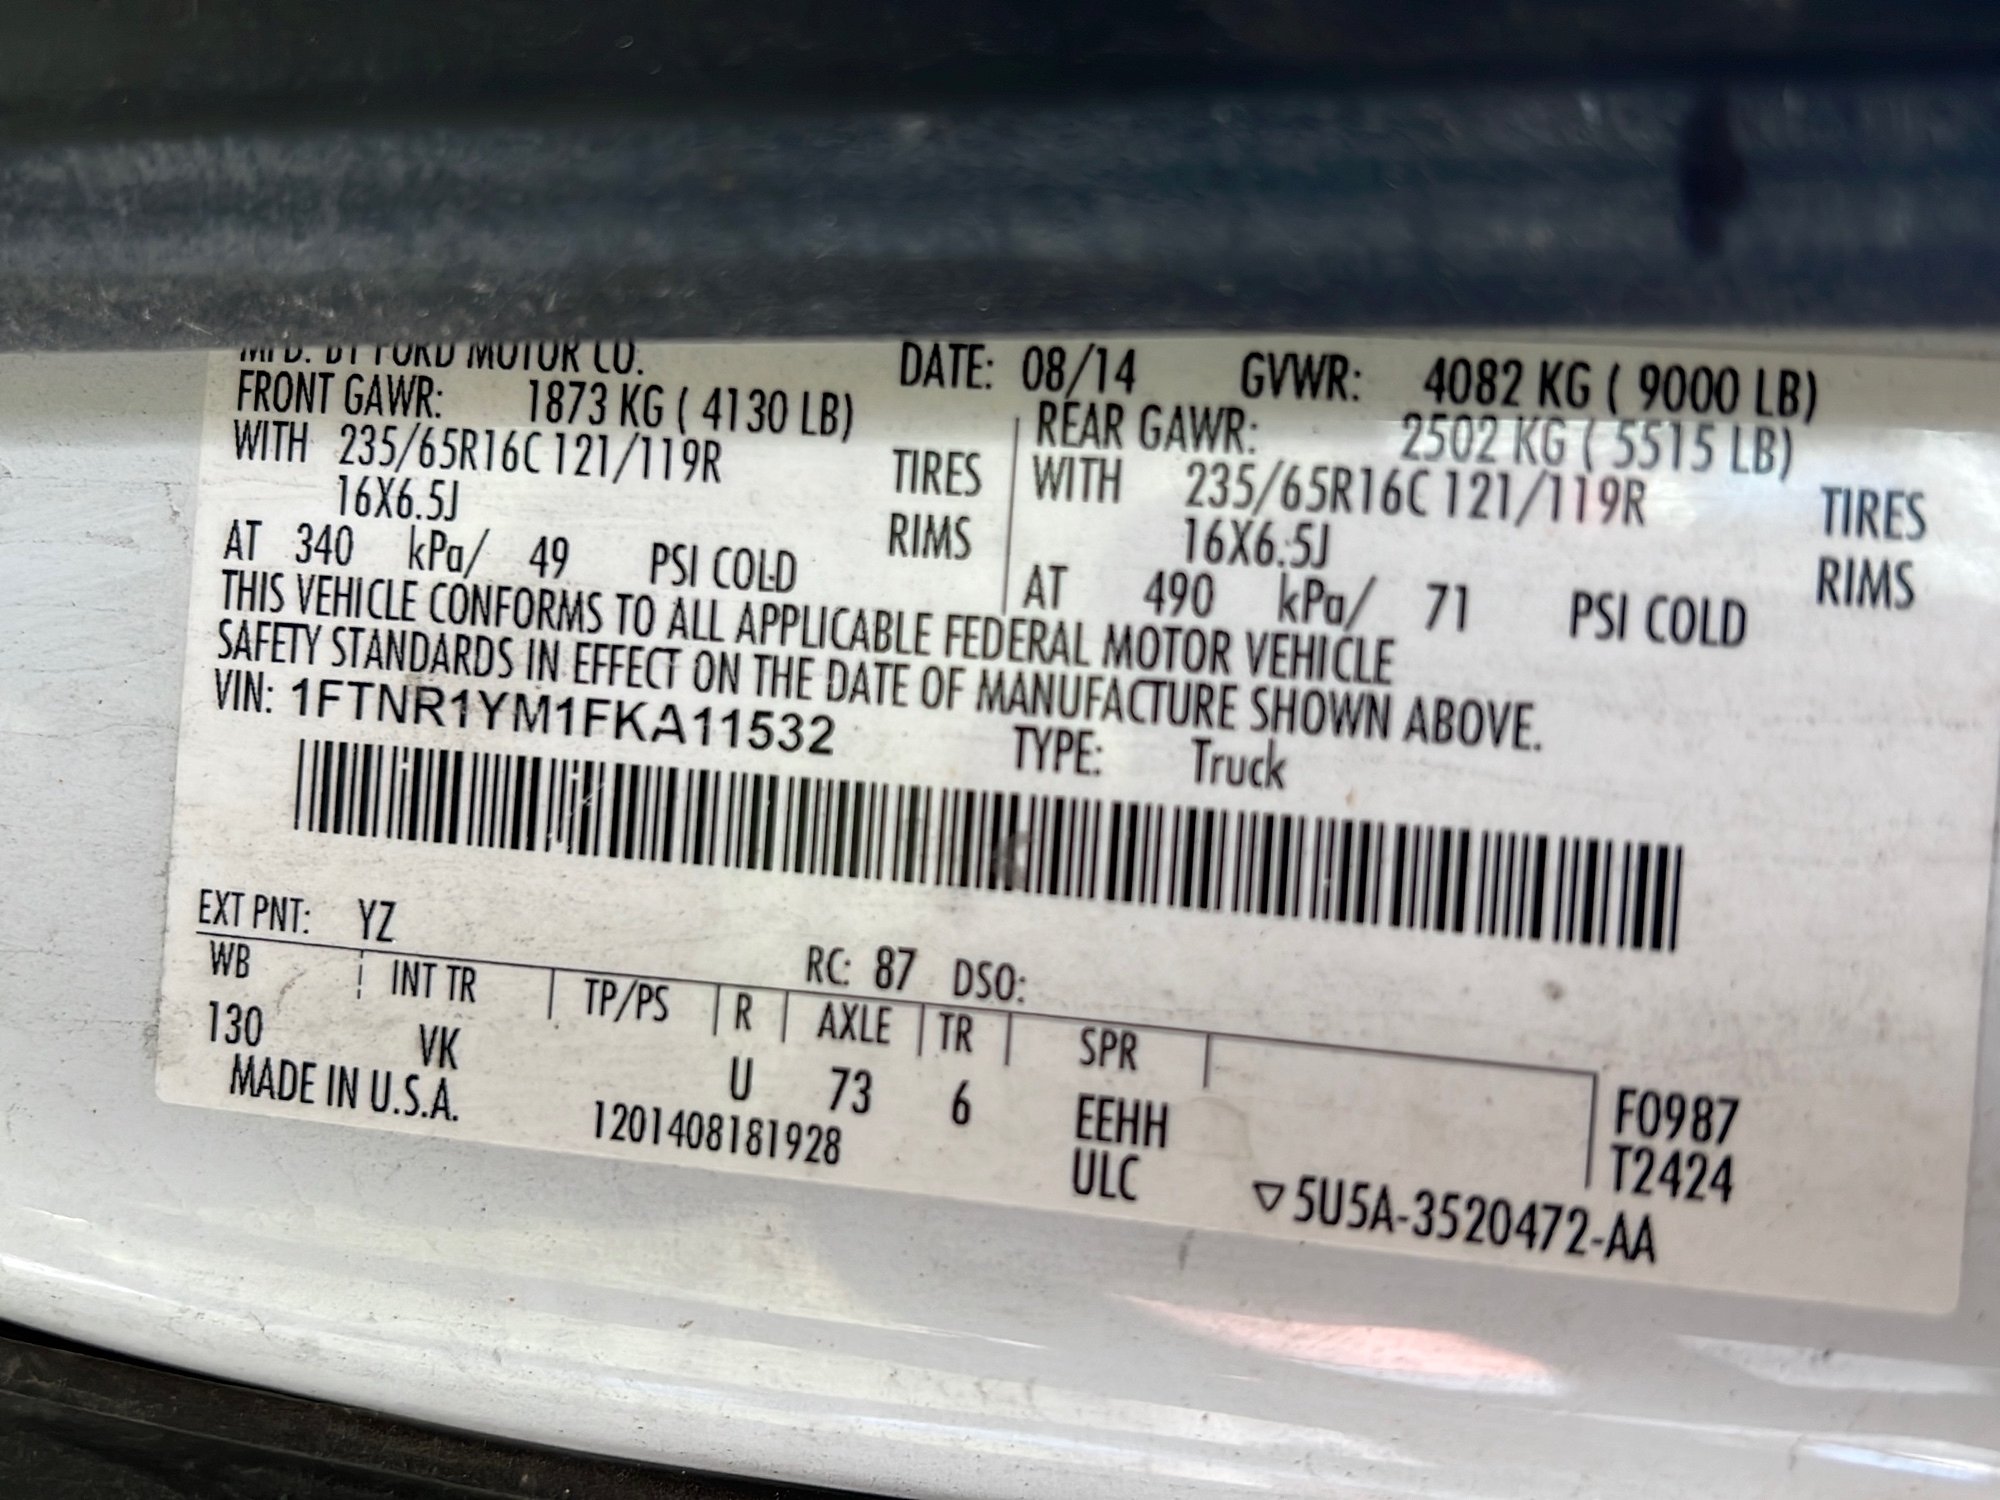 MFD. BY FORD MOTOR CO. DATE: 08/14 GVWR: 4082 KG ( 9000 LB)
FRONT GAWR: 1873 KG ( 4130 LB) REAR GAWR: 2502 KG ( 5515 LB)
WITH 235/65R16C 121/119R TIRES WITH 235/65R16C 121/119R TIRES
16X6.5J RIMS 16X6.5J RIMS
AT 340 kPa/ 49 PSI COLD AT 490 kPa/ 71 PSI COLD
THIS VEHICLE CONFORMS TO ALL APPLICABLE FEDERAL MOTOR VEHICLE
SAFETY STANDARDS IN EFFECT ON THE DATE OF MANUFACTURE SHOWN ABOVE.
VIN: 1FTNR1YM1FKA11532 TYPE: Truck
EXT PNT: YZ RC: 87 DSO:
WB INT TR TP/PS R AXLE TR SPR
130 VK U 73 6 EEHH F0987
MADE IN U.S.A. 1201408181928 ULC T2424
▽5U5A-3520472-AA